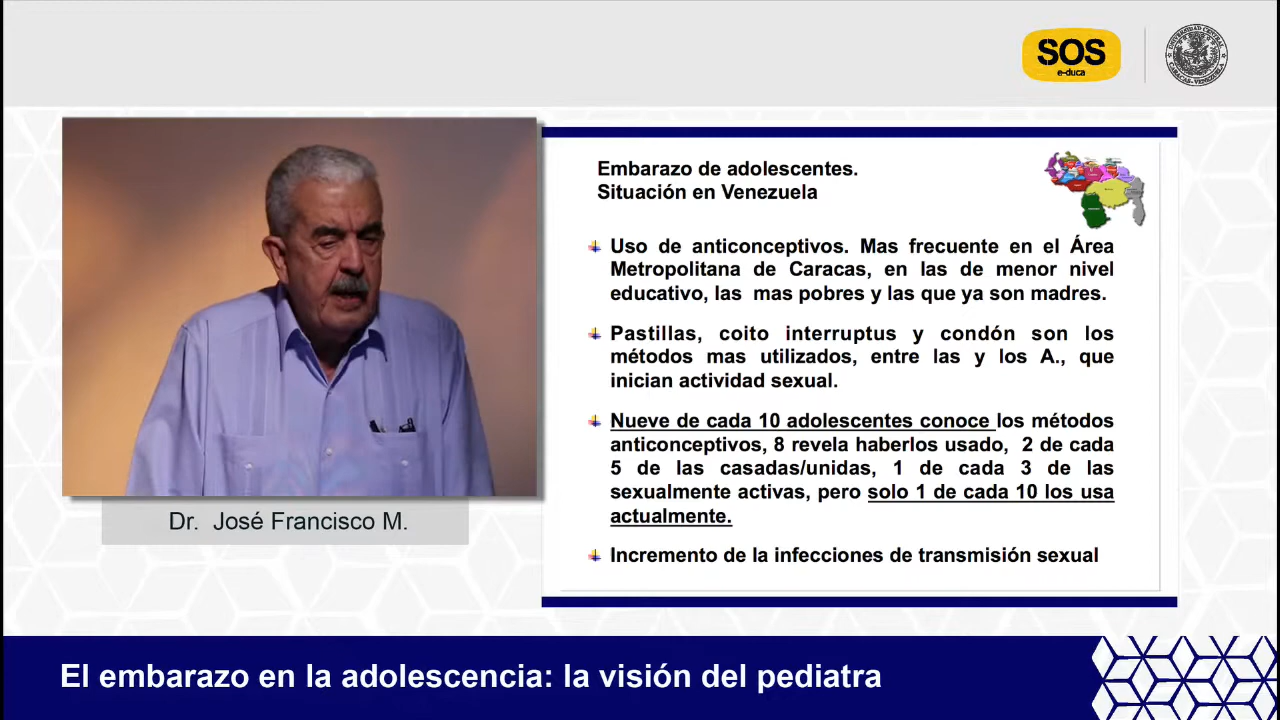 SOS
e-duca
UNIVERSIDAD CENTRAL
CARACAS-VENEZUELA
Dr. José Francisco M.
Embarazo de adolescentes.
Situación en Venezuela
Uso de anticonceptivos. Mas frecuente en el Área
Metropolitana de Caracas, en las de menor nivel
educativo, las mas pobres y las que ya son madres.
Pastillas, coito interruptus y condón son los
métodos mas utilizados, entre las y los A., que
inician actividad sexual.
Nueve de cada 10 adolescentes conoce los métodos
anticonceptivos, 8 revela haberlos usado, 2 de cada
5 de las casadas/unidas, 1 de cada 3 de las
sexualmente activas, pero solo 1 de cada 10 los usa
actualmente.
Incremento de la infecciones de transmisión sexual
El embarazo en la adolescencia: la visión del pediatra